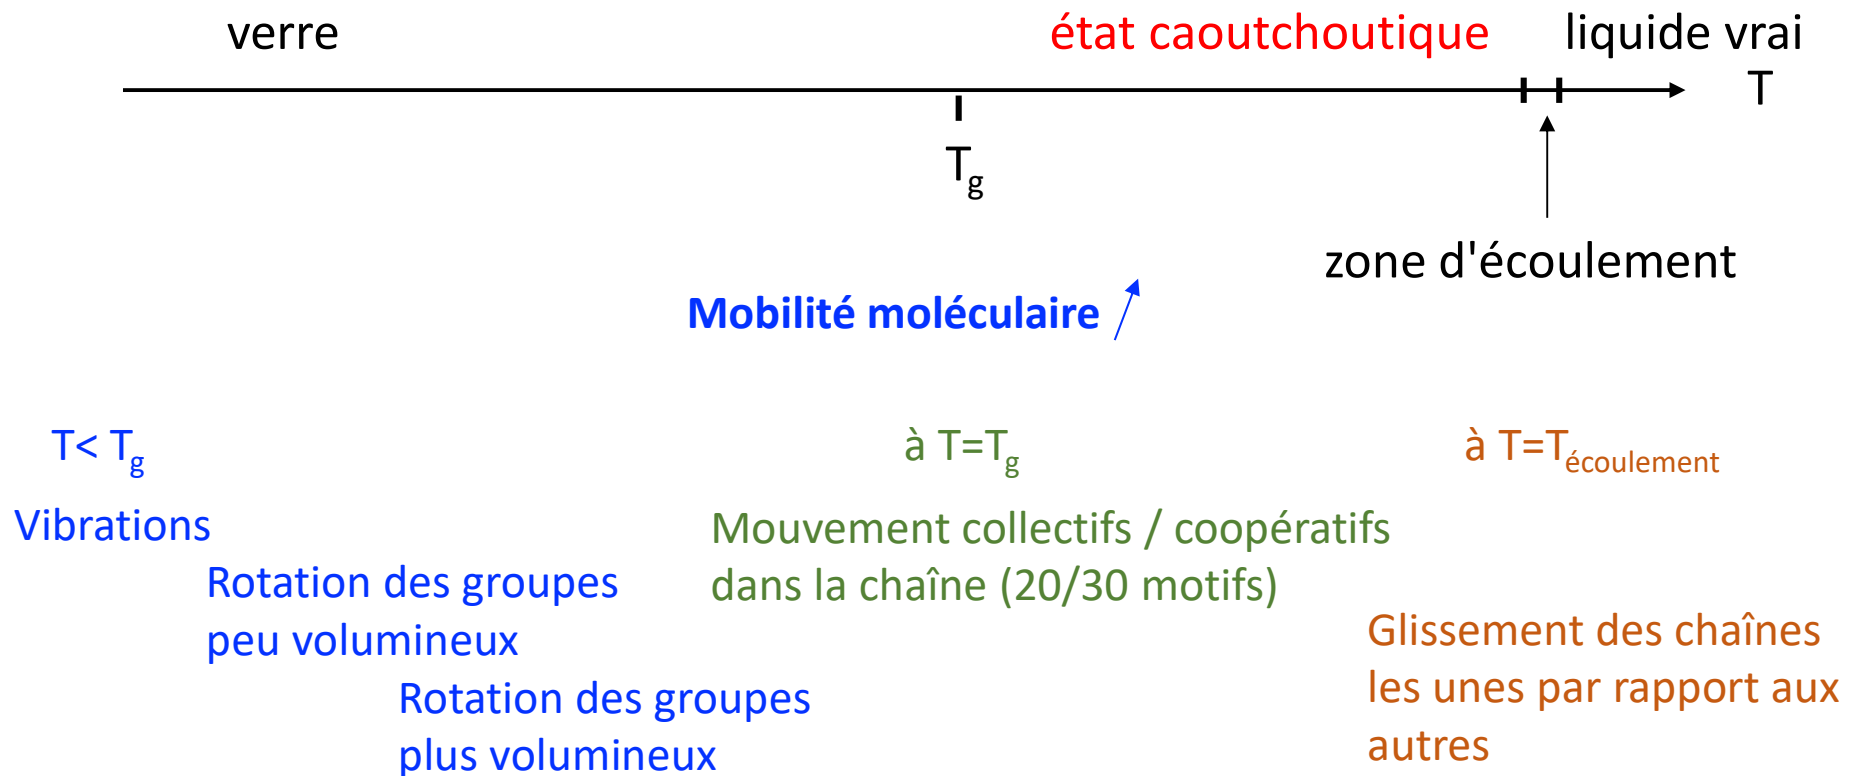 verre
état caoutchoutique
liquide vrai
T
Tg
zone d'écoulement
Mobilité moléculaire
T< Tg
à T=Tg
à T=Técoulement
Vibrations
Rotation des groupes
peu volumineux
Rotation des groupes
plus volumineux
Mouvement collectifs / coopératifs
dans la chaîne (20/30 motifs)
Glissement des chaînes
les unes par rapport aux
autres